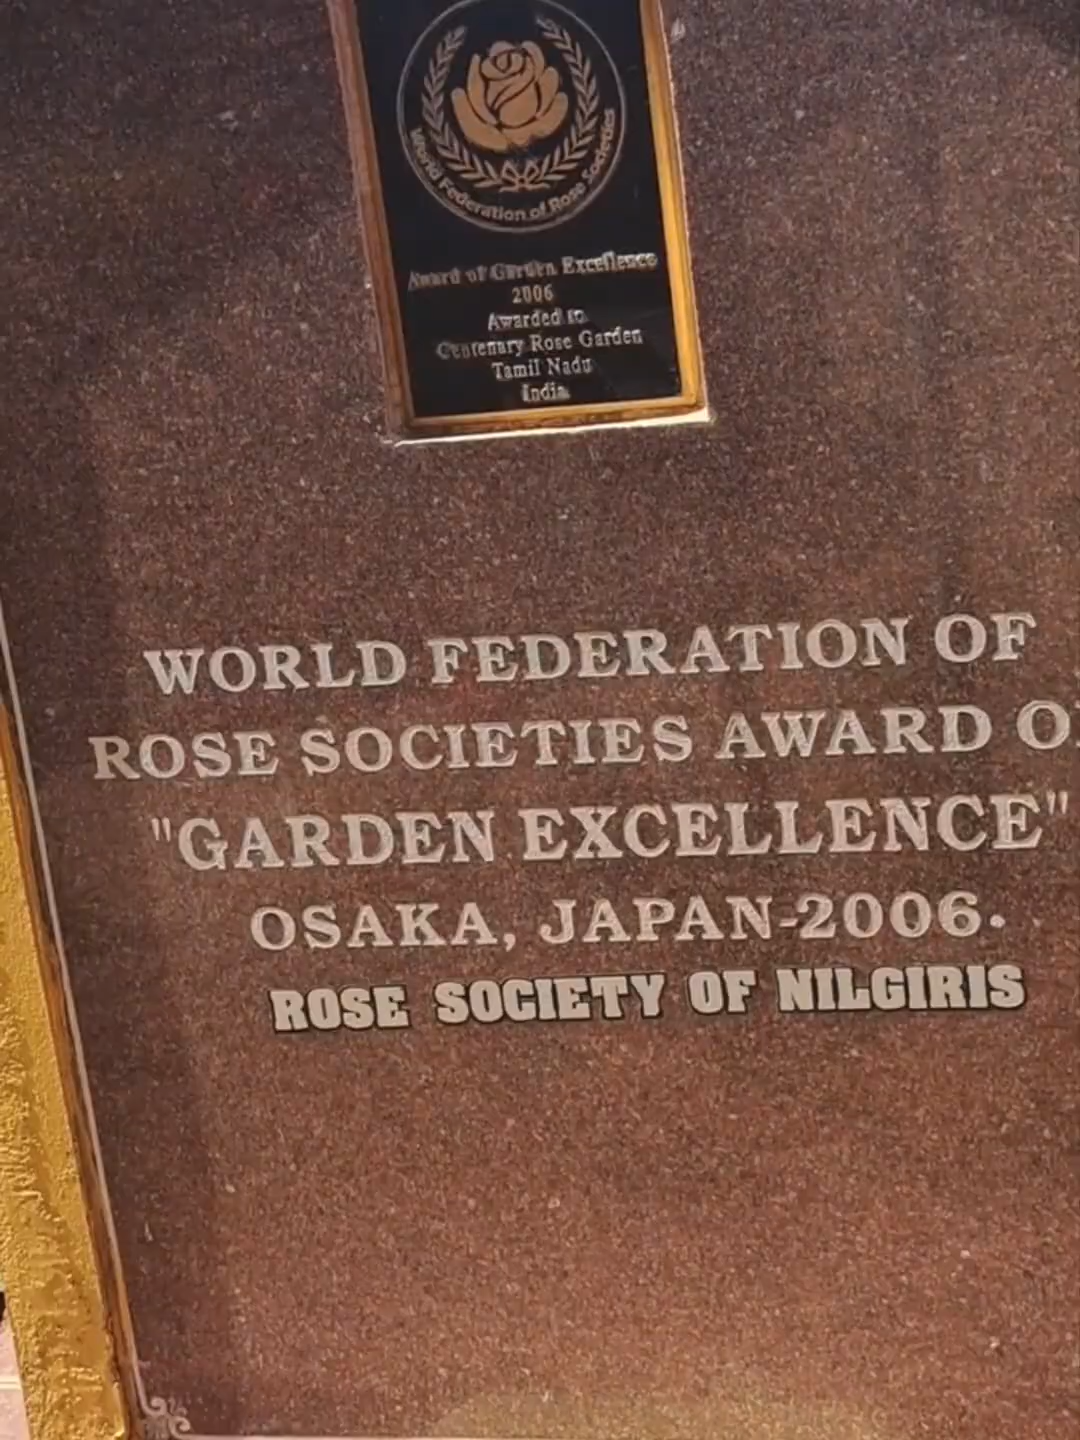 World Federation of Rose Societies
Award of Garden Excellence
2006
Awarded to
Centenary Rose Garden
Tamil Nadu
India
WORLD FEDERATION OF
ROSE SOCIETIES AWARD O
"GARDEN EXCELLENCE"
OSAKA, JAPAN-2006.
ROSE SOCIETY OF NILGIRIS